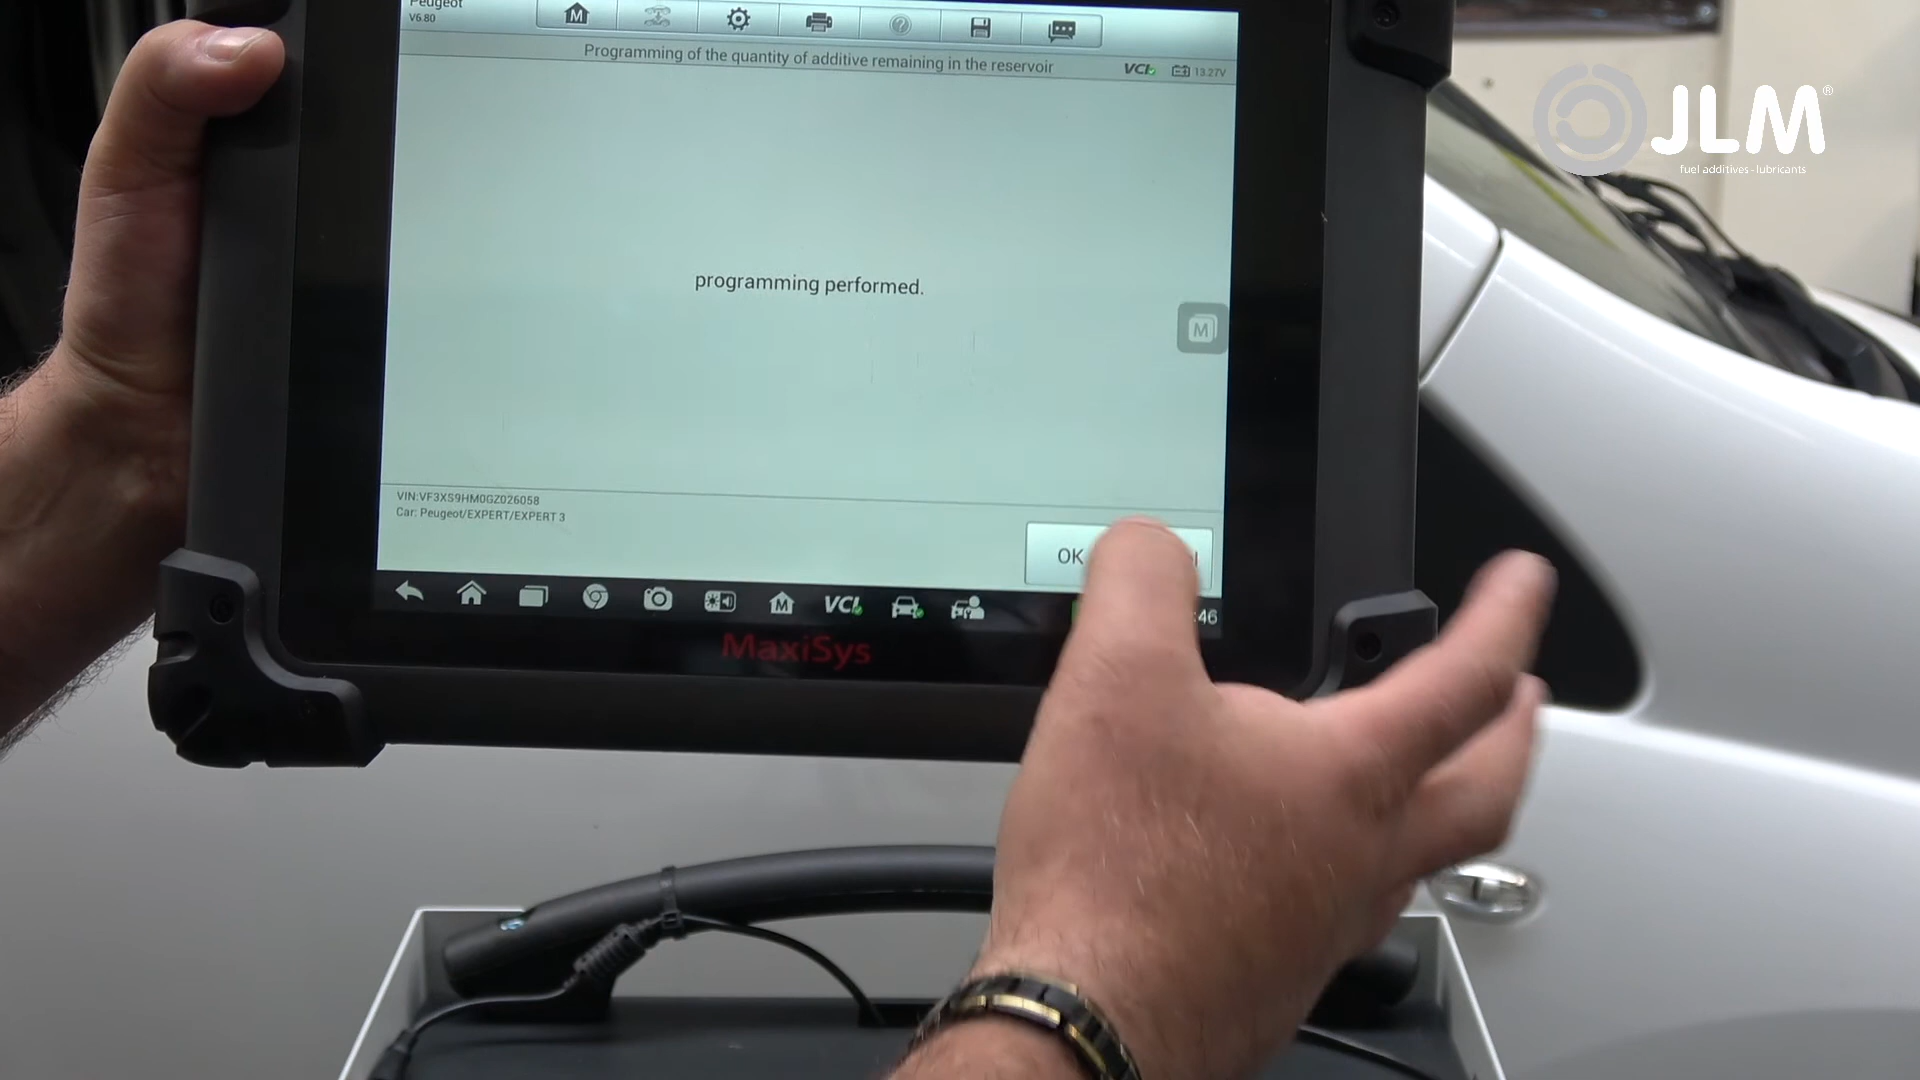 Peugeot
V6.80
Programming of the quantity of additive remaining in the reservoir
VCI
13.27V
programming performed.
M
VIN:VF3XS9HM0GZ026058
Car: Peugeot/EXPERT/EXPERT 3
OK
VCI
:46
MaxiSys
JLM®
fuel additives - lubricants